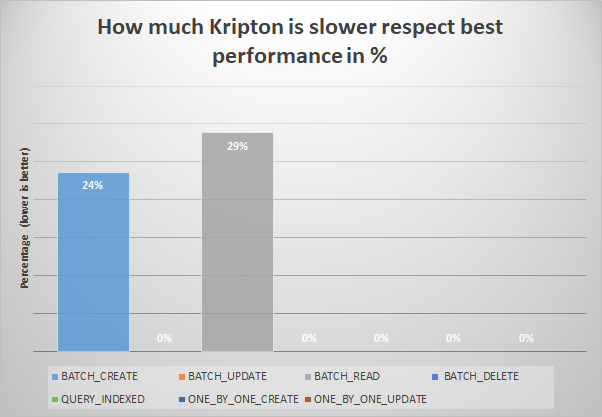 How much Kripton is slower respect best
performance in %
Percentage (lower is better)
24%
0%
29%
0%
0%
0%
0%
BATCH_CREATE
BATCH_UPDATE
BATCH_READ
BATCH_DELETE
QUERY_INDEXED
ONE_BY_ONE_CREATE
ONE_BY_ONE_UPDATE